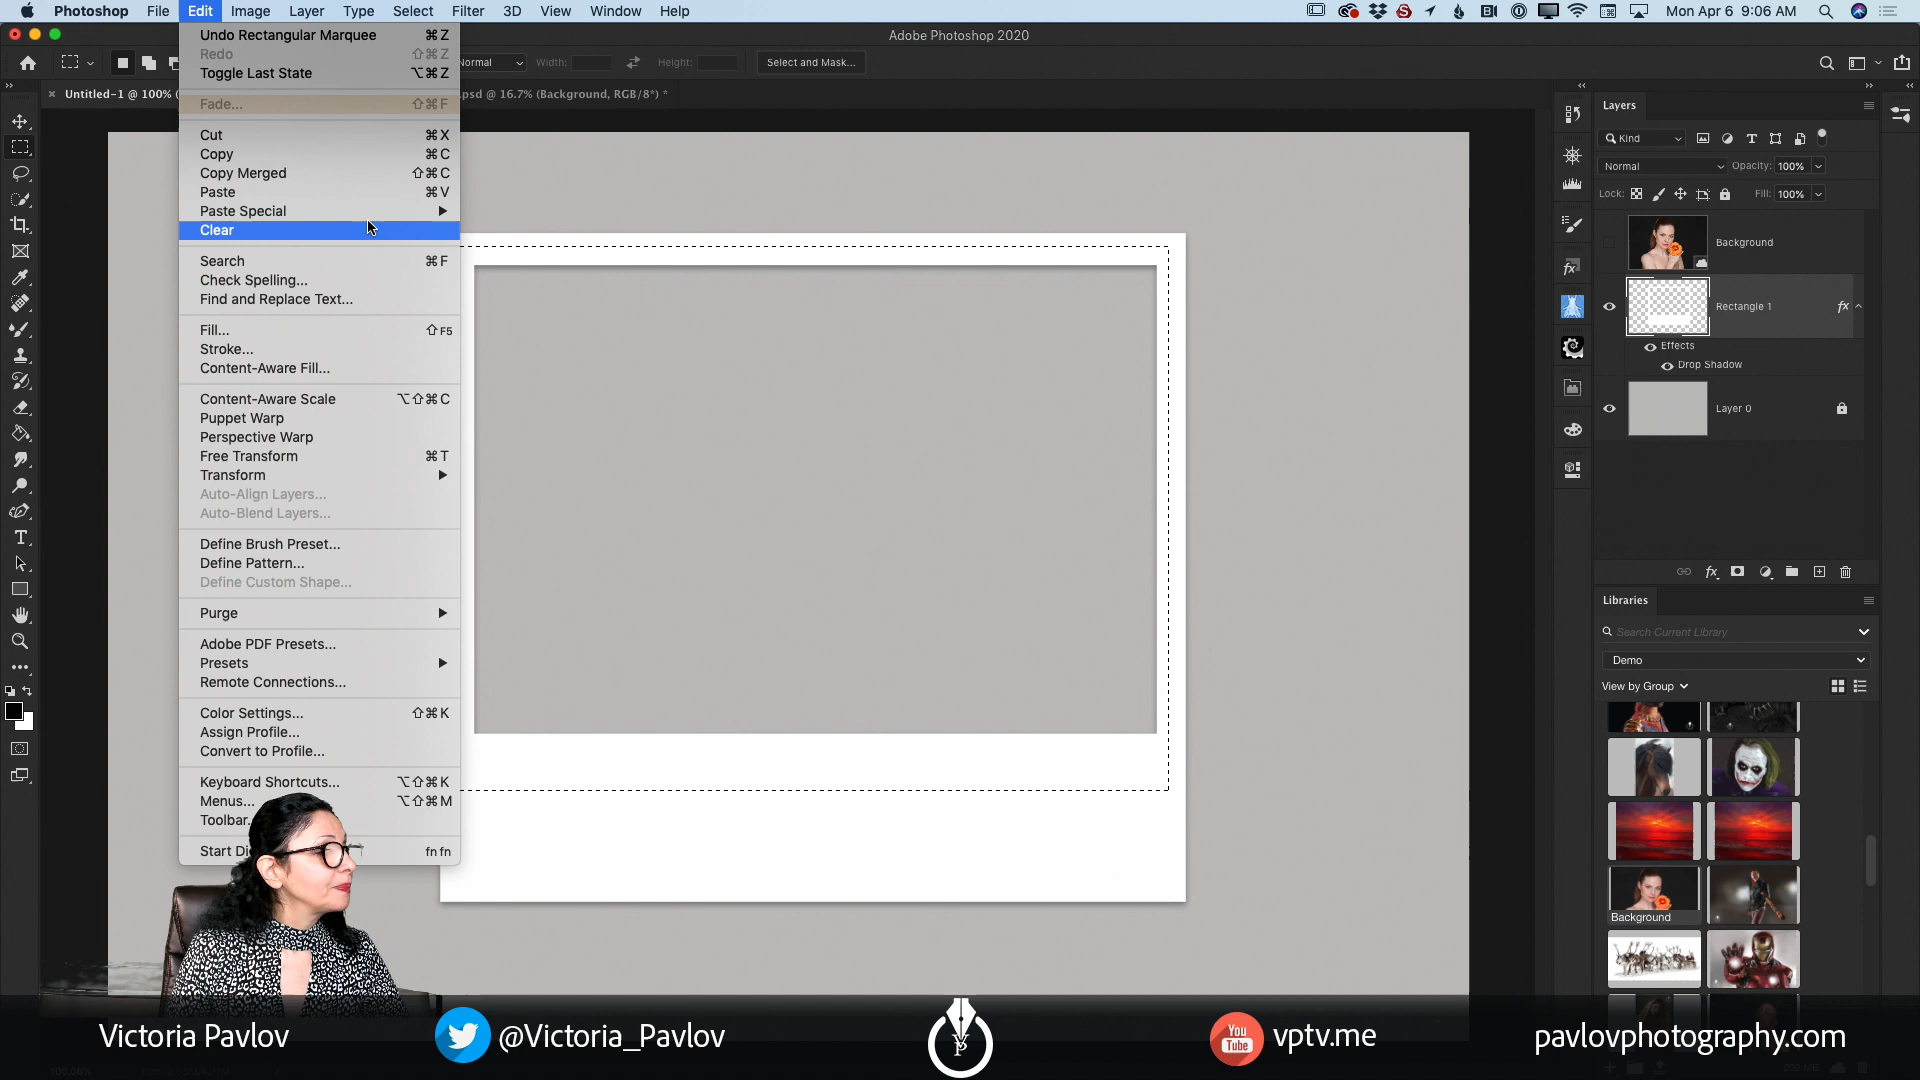 Photoshop File Edit Image Layer Type Select Filter 3D View Window Help Mon Apr 6 9:06 AM
Adobe Photoshop 2020
Undo Rectangular Marquee ⌘Z
Redo ⇧⌘Z
Toggle Last State ⌥⌘Z
Normal Width: Height: Select and Mask...
Untitled-1 @ 100% ( .psd @ 16.7% (Background, RGB/8*) *
Fade... ⇧⌘F
Cut ⌘X
Copy ⌘C
Copy Merged ⇧⌘C
Paste ⌘V
Paste Special
Clear
Search ⌘F
Check Spelling...
Find and Replace Text...
Fill... ⇧F5
Stroke...
Content-Aware Fill...
Content-Aware Scale ⌥⇧⌘C
Puppet Warp
Perspective Warp
Free Transform ⌘T
Transform
Auto-Align Layers...
Auto-Blend Layers...
Define Brush Preset...
Define Pattern...
Define Custom Shape...
Purge
Adobe PDF Presets...
Presets
Remote Connections...
Color Settings... ⇧⌘K
Assign Profile...
Convert to Profile...
Keyboard Shortcuts... ⌥⇧⌘K
Menus... ⌥⇧⌘M
Toolbar.
Start Di fn fn
Layers
Kind
Normal Opacity: 100%
Lock: Fill: 100%
Background
Rectangle 1 fx
Effects
Drop Shadow
Layer 0
Libraries
Search Current Library
Demo
View by Group
Background
Victoria Pavlov @Victoria_Pavlov You Tube vptv.me pavlovphotography.com